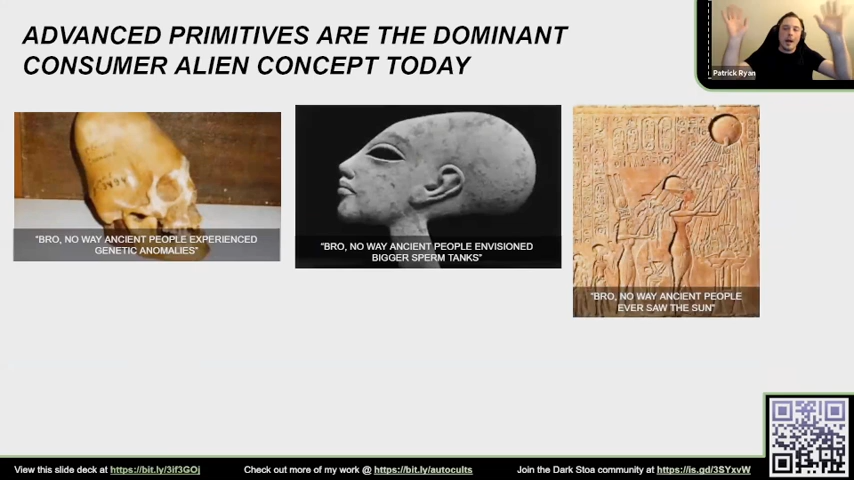 ADVANCED PRIMITIVES ARE THE DOMINANT
CONSUMER ALIEN CONCEPT TODAY
Patrick Ryan
"BRO, NO WAY ANCIENT PEOPLE EXPERIENCED
GENETIC ANOMALIES"
"BRO, NO WAY ANCIENT PEOPLE ENVISIONED
BIGGER SPERM TANKS"
"BRO, NO WAY ANCIENT PEOPLE
EVER SAW THE SUN"
View this slide deck at https://bit.ly/3if3GOj
Check out more of my work @ https://bit.ly/autocults
Join the Dark Stoa community at https://is.gd/3SYxvW